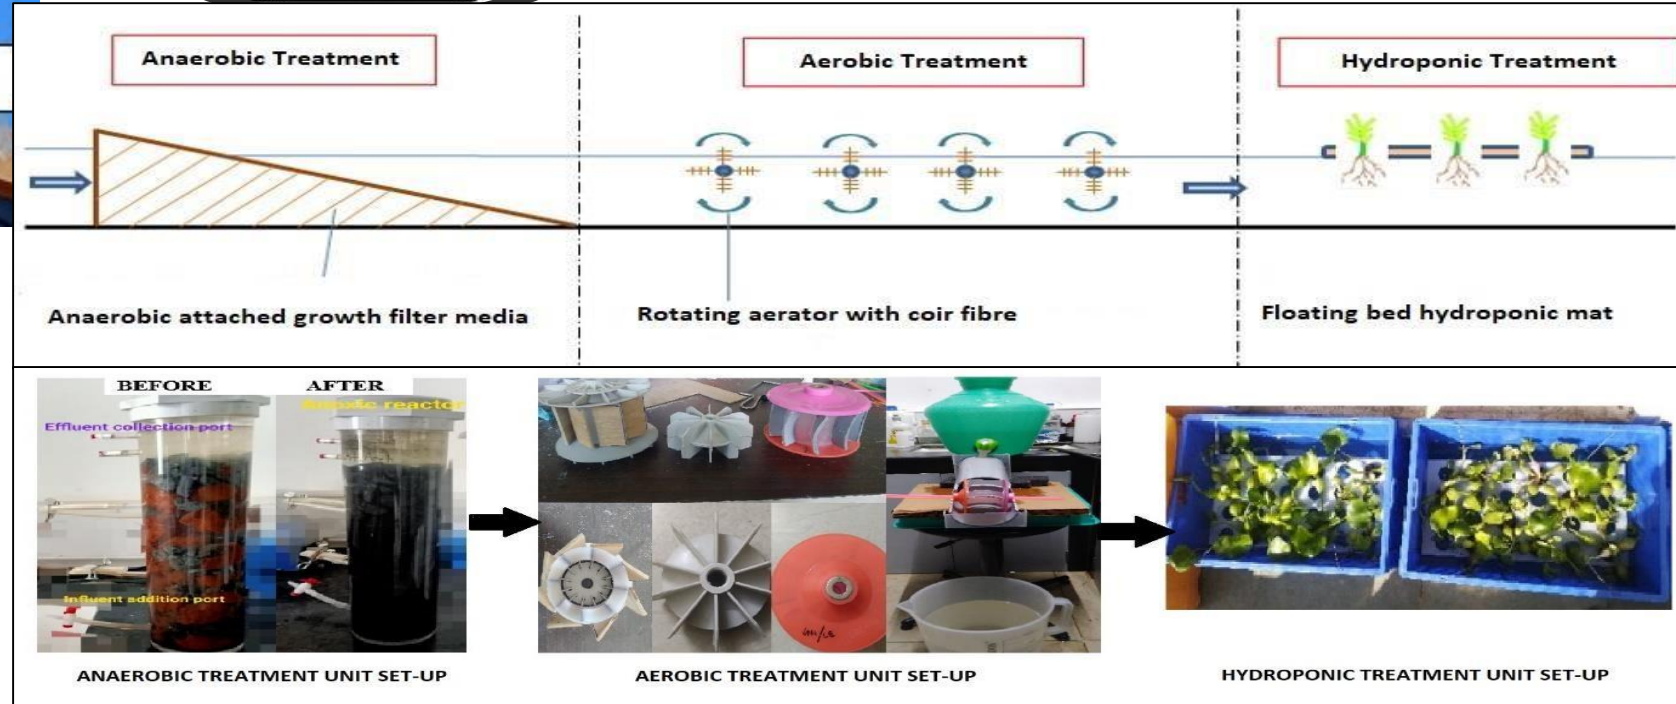 Anaerobic Treatment
Aerobic Treatment
Hydroponic Treatment
Anaerobic attached growth filter media
Rotating aerator with coir fibre
Floating bed hydroponic mat
BEFORE
AFTER
Anoxic reactor
Effluent collection port
Influent addition port
ANAEROBIC TREATMENT UNIT SET-UP
AEROBIC TREATMENT UNIT SET-UP
HYDROPONIC TREATMENT UNIT SET-UP